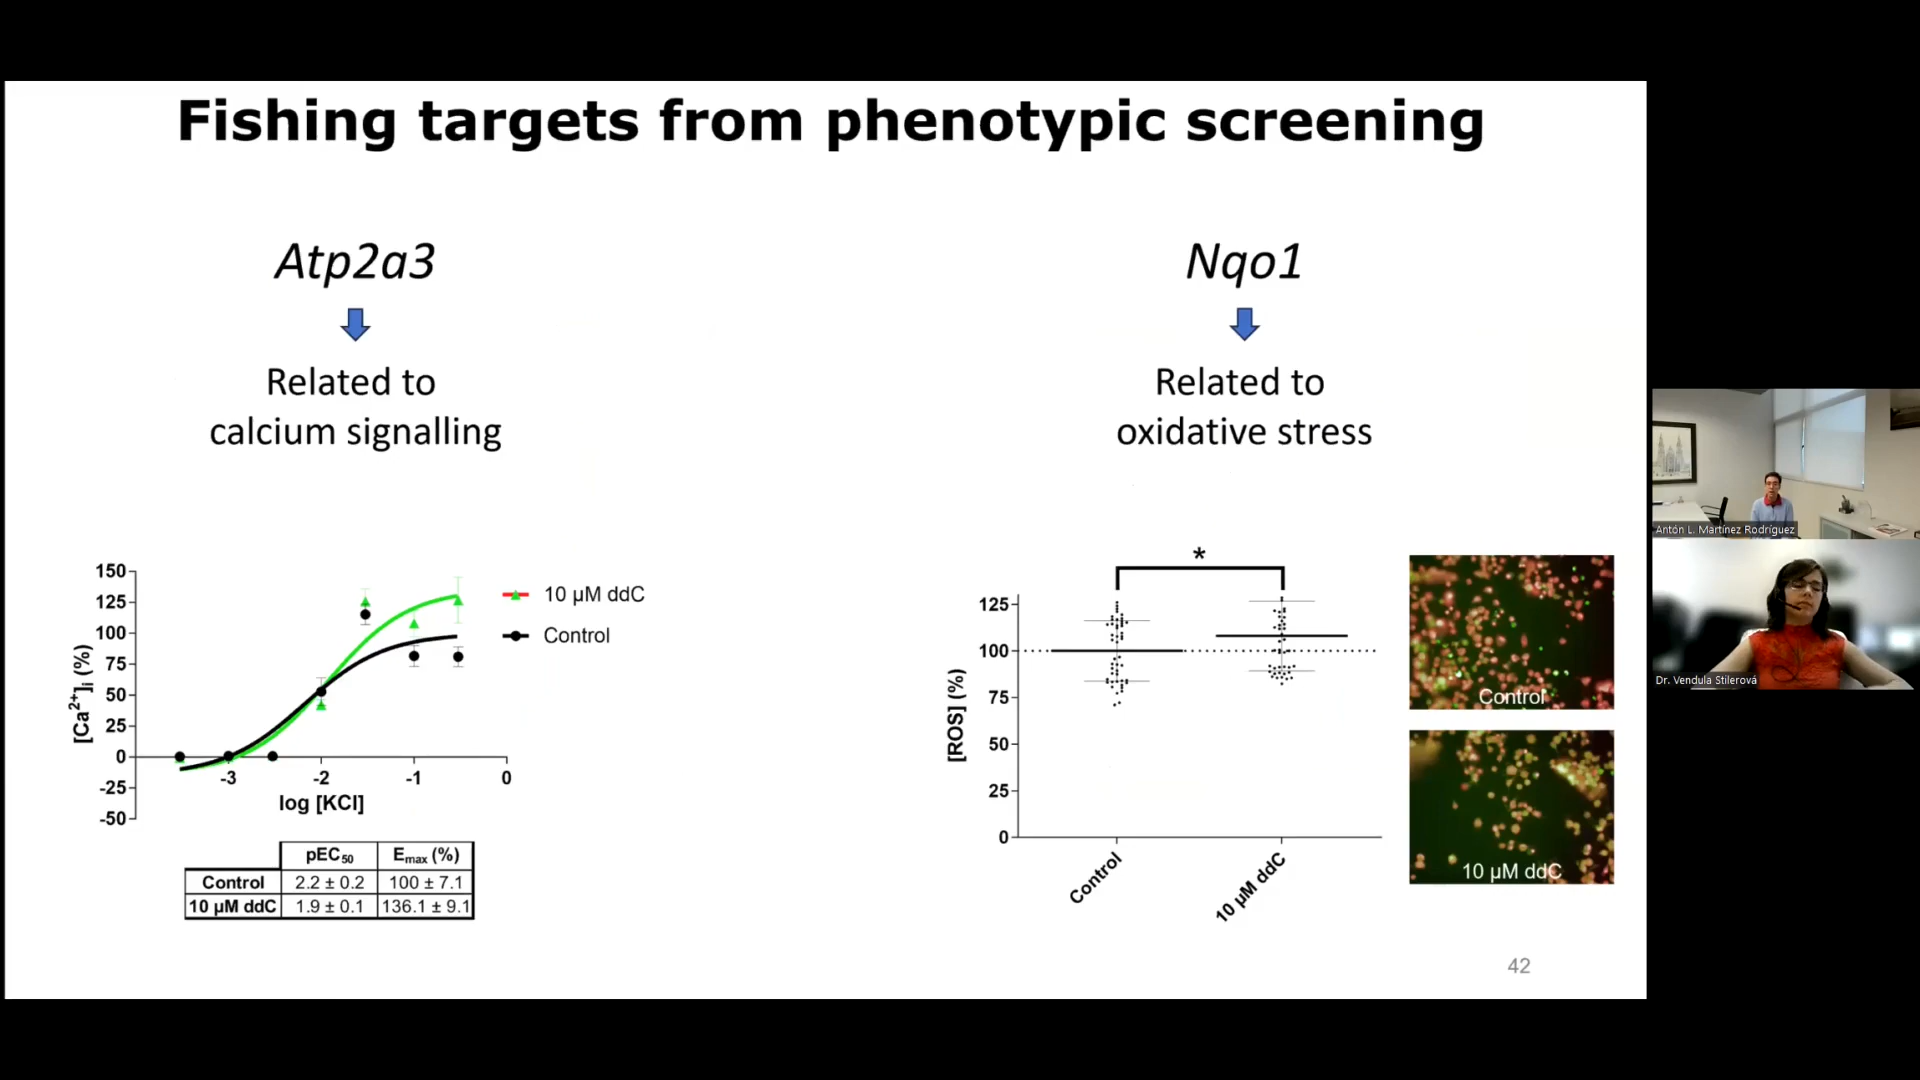 Fishing targets from phenotypic screening
Atp2a3
Related to
calcium signalling
150
125
100
75
50
25
0
-25
-50
[Ca²⁺]ᵢ (%)
-3
-2
-1
0
log [KCl]
10 µM ddC
Control
pEC₅₀ Eₘₐₓ (%)
Control 2.2 ± 0.2 100 ± 7.1
10 µM ddC 1.9 ± 0.1 136.1 ± 9.1
Nqo1
Related to
oxidative stress
*
125
100
75
50
25
0
[ROS] (%)
Control
10 µM ddC
Control
10 µM ddC
42
Antón L. Martínez Rodríguez
Dr. Vendula Stilerová